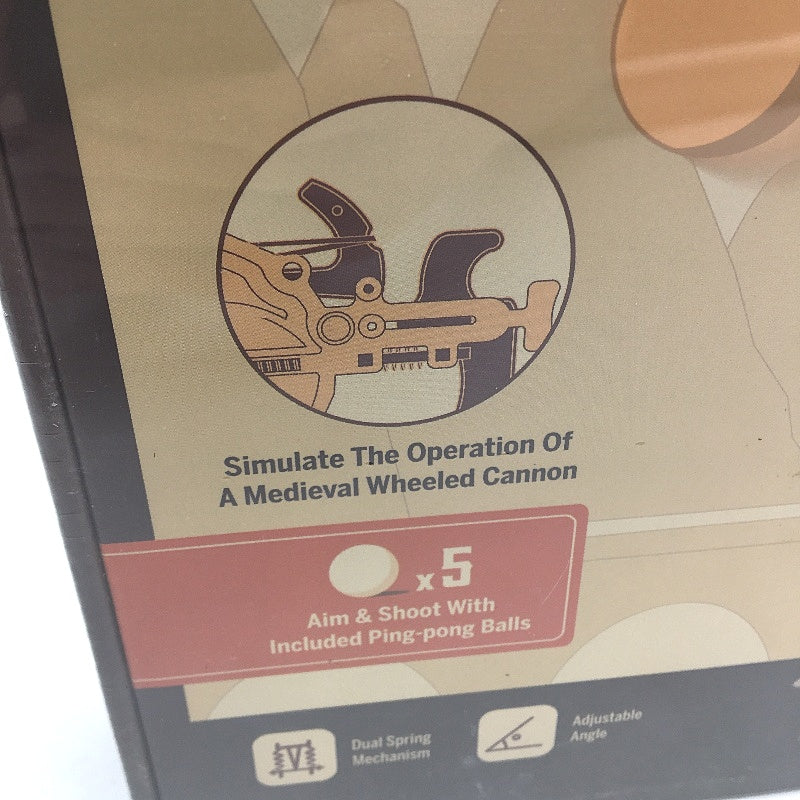 Simulate The Operation Of
A Medieval Wheeled Cannon
x 5
Aim & Shoot With
Included Ping-pong Balls
Dual Spring
Mechanism
Adjustable
Angle